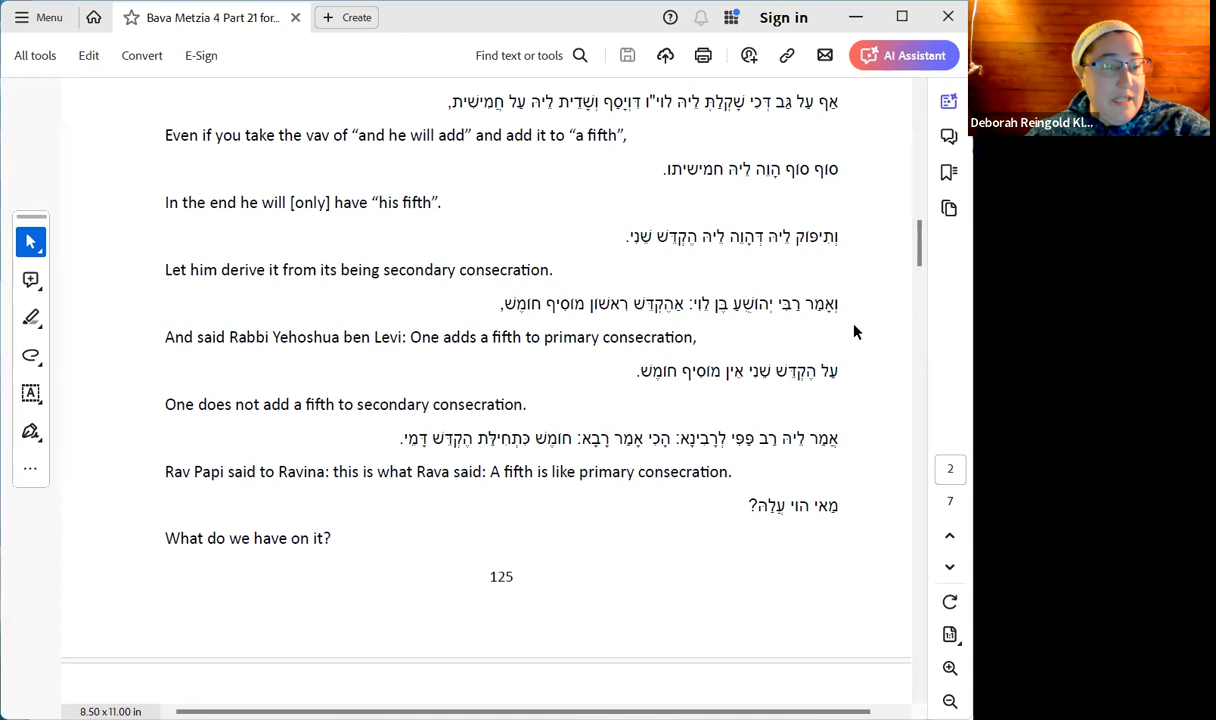 Menu
Bava Metzia 4 Part 21 for...
Create
Sign in
All tools
Edit
Convert
E-Sign
Find text or tools
AI Assistant
Deborah Reingold Kl...
אַף עַל גַּב דְּכִי שָׁקְלַתְּ לֵיהּ לוי"ו דִּוְיָסַף וְשָׁדֵית לֵיהּ עַל חֲמִישִׁית,
Even if you take the vav of “and he will add” and add it to “a fifth”,
סוֹף סוֹף הָוֵה לֵיהּ חמישיתו.
In the end he will [only] have “his fifth”.
וְתִיפּוֹק לֵיהּ דְּהָוֵה לֵיהּ הֶקְדֵּשׁ שֵׁנִי.
Let him derive it from its being secondary consecration.
וְאָמַר רַבִּי יְהוֹשֻׁעַ בֶּן לֵוִי: אַהֶקְדֵּשׁ רִאשׁוֹן מוֹסִיף חוֹמֶשׁ,
And said Rabbi Yehoshua ben Levi: One adds a fifth to primary consecration,
עַל הֶקְדֵּשׁ שֵׁנִי אֵין מוֹסִיף חוֹמֶשׁ.
One does not add a fifth to secondary consecration.
אֲמַר לֵיהּ רַב פַּפִּי לְרָבִינָא: הָכִי אָמַר רָבָא: חוֹמֶשׁ כִּתְחִילַּת הֶקְדֵּשׁ דָּמֵי.
Rav Papi said to Ravina: this is what Rava said: A fifth is like primary consecration.
מַאי הוי עֲלַהּ?
What do we have on it?
125
2
7
8.50 x 11.00 in